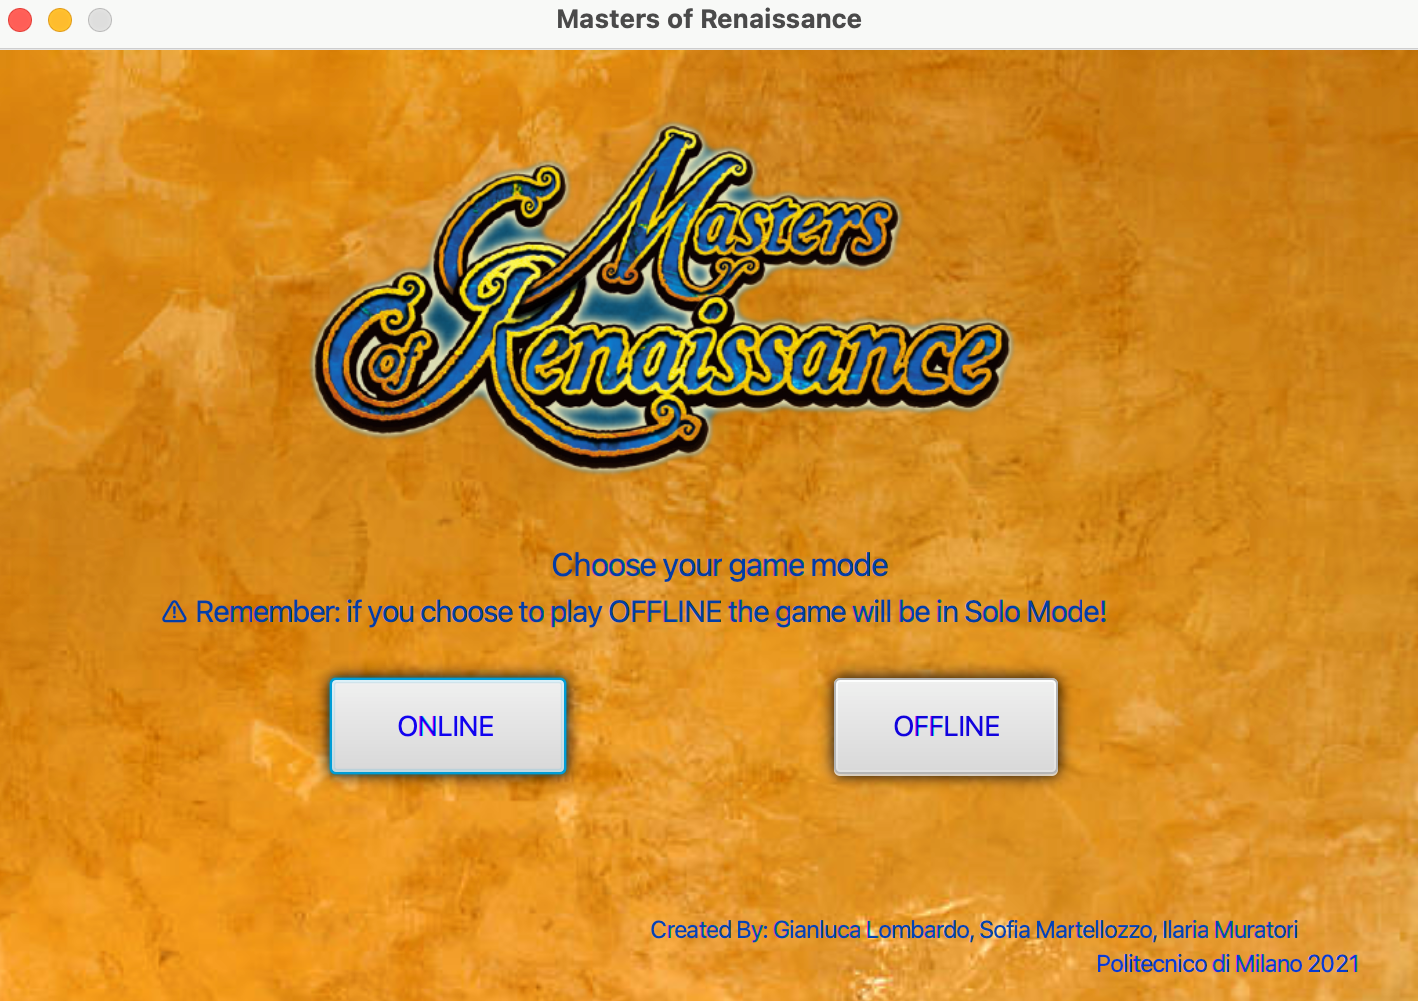 Masters of Renaissance
Masters
of Renaissance
Choose your game mode
⚠ Remember: if you choose to play OFFLINE the game will be in Solo Mode!
ONLINE OFFLINE
Created By: Gianluca Lombardo, Sofia Martellozzo, Ilaria Muratori
Politecnico di Milano 2021